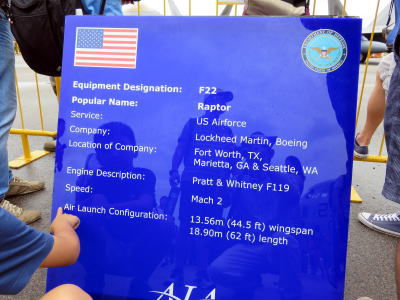 Equipment Designation: F22
Popular Name: Raptor
Service: US Airforce
Company: Lockheed Martin, Boeing
Location of Company: Fort Worth, TX,
Marietta, GA & Seattle, WA
Engine Description: Pratt & Whitney F119
Speed: Mach 2
Air Launch Configuration: 13.56m (44.5 ft) wingspan
18.90m (62 ft) length